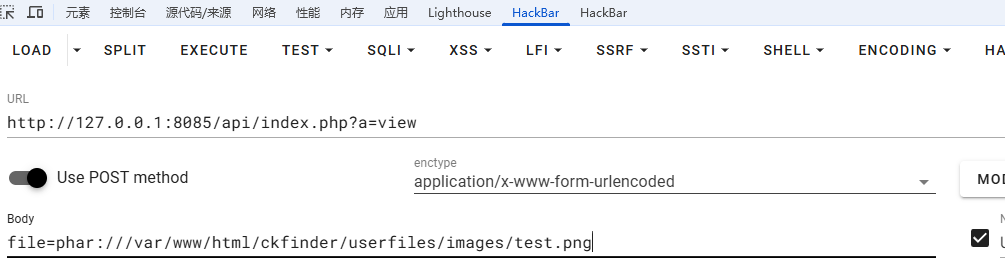 元素 控制台 源代码/来源 网络 性能 内存 应用 Lighthouse HackBar HackBar
LOAD SPLIT EXECUTE TEST SQLI XSS LFI SSRF SSTI SHELL ENCODING HA
URL
http://127.0.0.1:8085/api/index.php?a=view
Use POST method
enctype
application/x-www-form-urlencoded
MOD
Body
file=phar:///var/www/html/ckfinder/userfiles/images/test.png